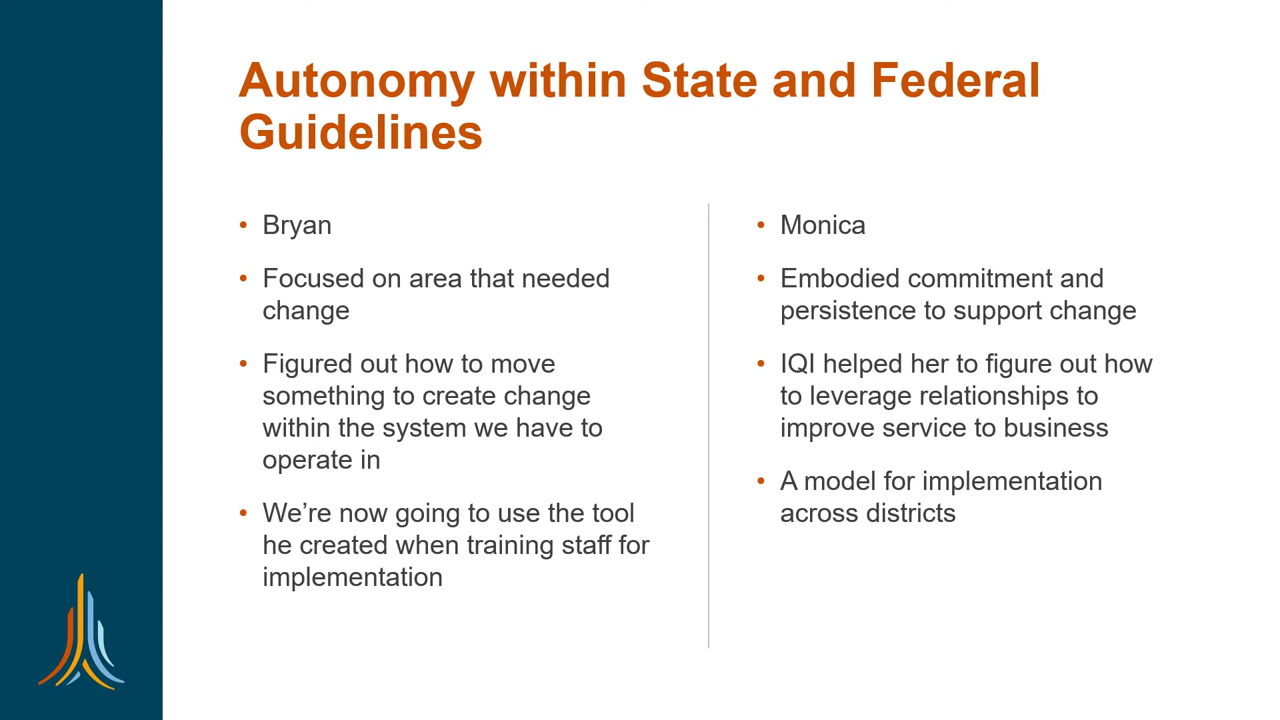 Autonomy within State and Federal
Guidelines
• Bryan
• Focused on area that needed
change
• Figured out how to move
something to create change
within the system we have to
operate in
• We’re now going to use the tool
he created when training staff for
implementation
• Monica
• Embodied commitment and
persistence to support change
• IQI helped her to figure out how
to leverage relationships to
improve service to business
• A model for implementation
across districts